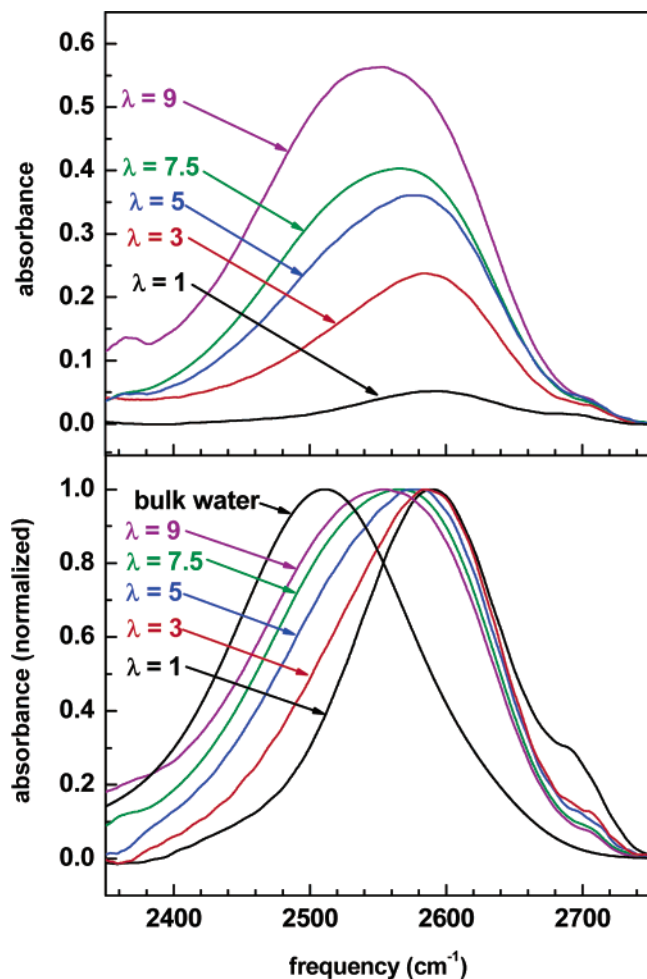 0.6
0.5
0.4
0.3
0.2
0.1
0.0
absorbance
λ = 9
λ = 7.5
λ = 5
λ = 3
λ = 1
1.0
0.8
0.6
0.4
0.2
0.0
absorbance (normalized)
bulk water
λ = 9
λ = 7.5
λ = 5
λ = 3
λ = 1
2400 2500 2600 2700
frequency (cm⁻¹)